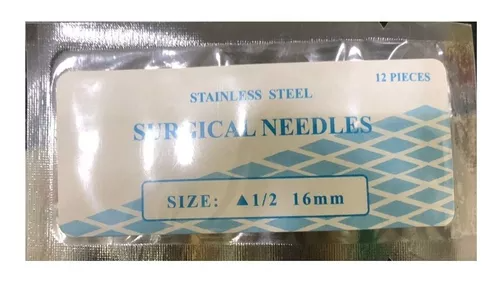 12 PIECES
STAINLESS STEEL
SURGICAL NEEDLES
SIZE: ▲1/2 16mm